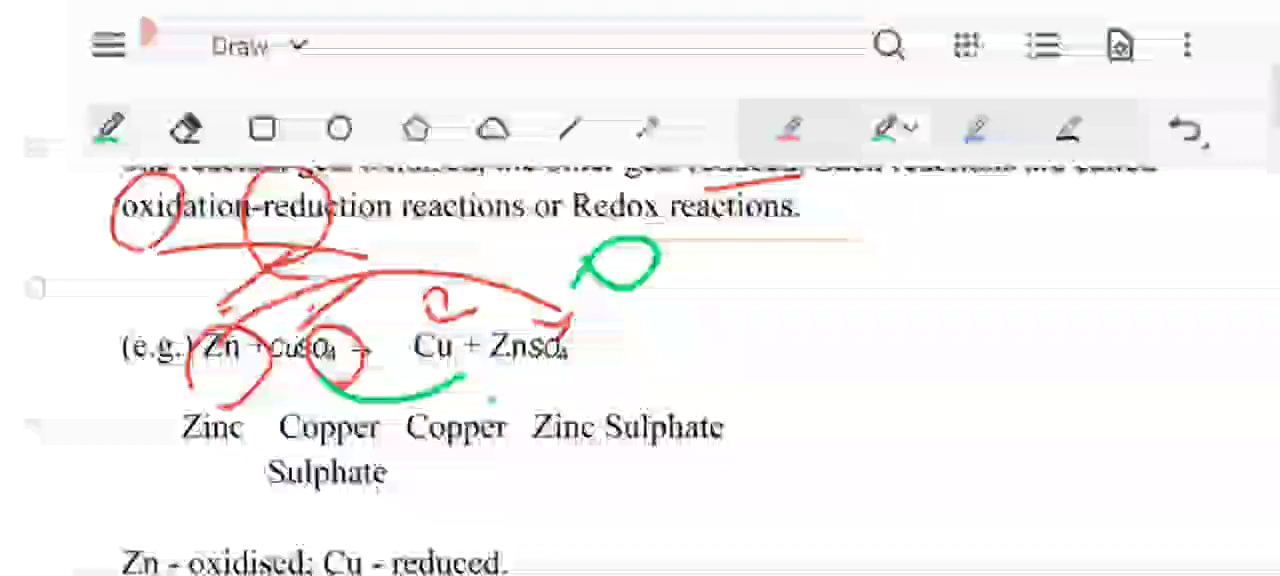 Draw
oxidation-reduction reactions or Redox reactions.
(e.g.) Zn + CuSO₄ → Cu + ZnSO₄
Zinc Copper Copper Zinc Sulphate
Sulphate
Zn - oxidised; Cu - reduced.